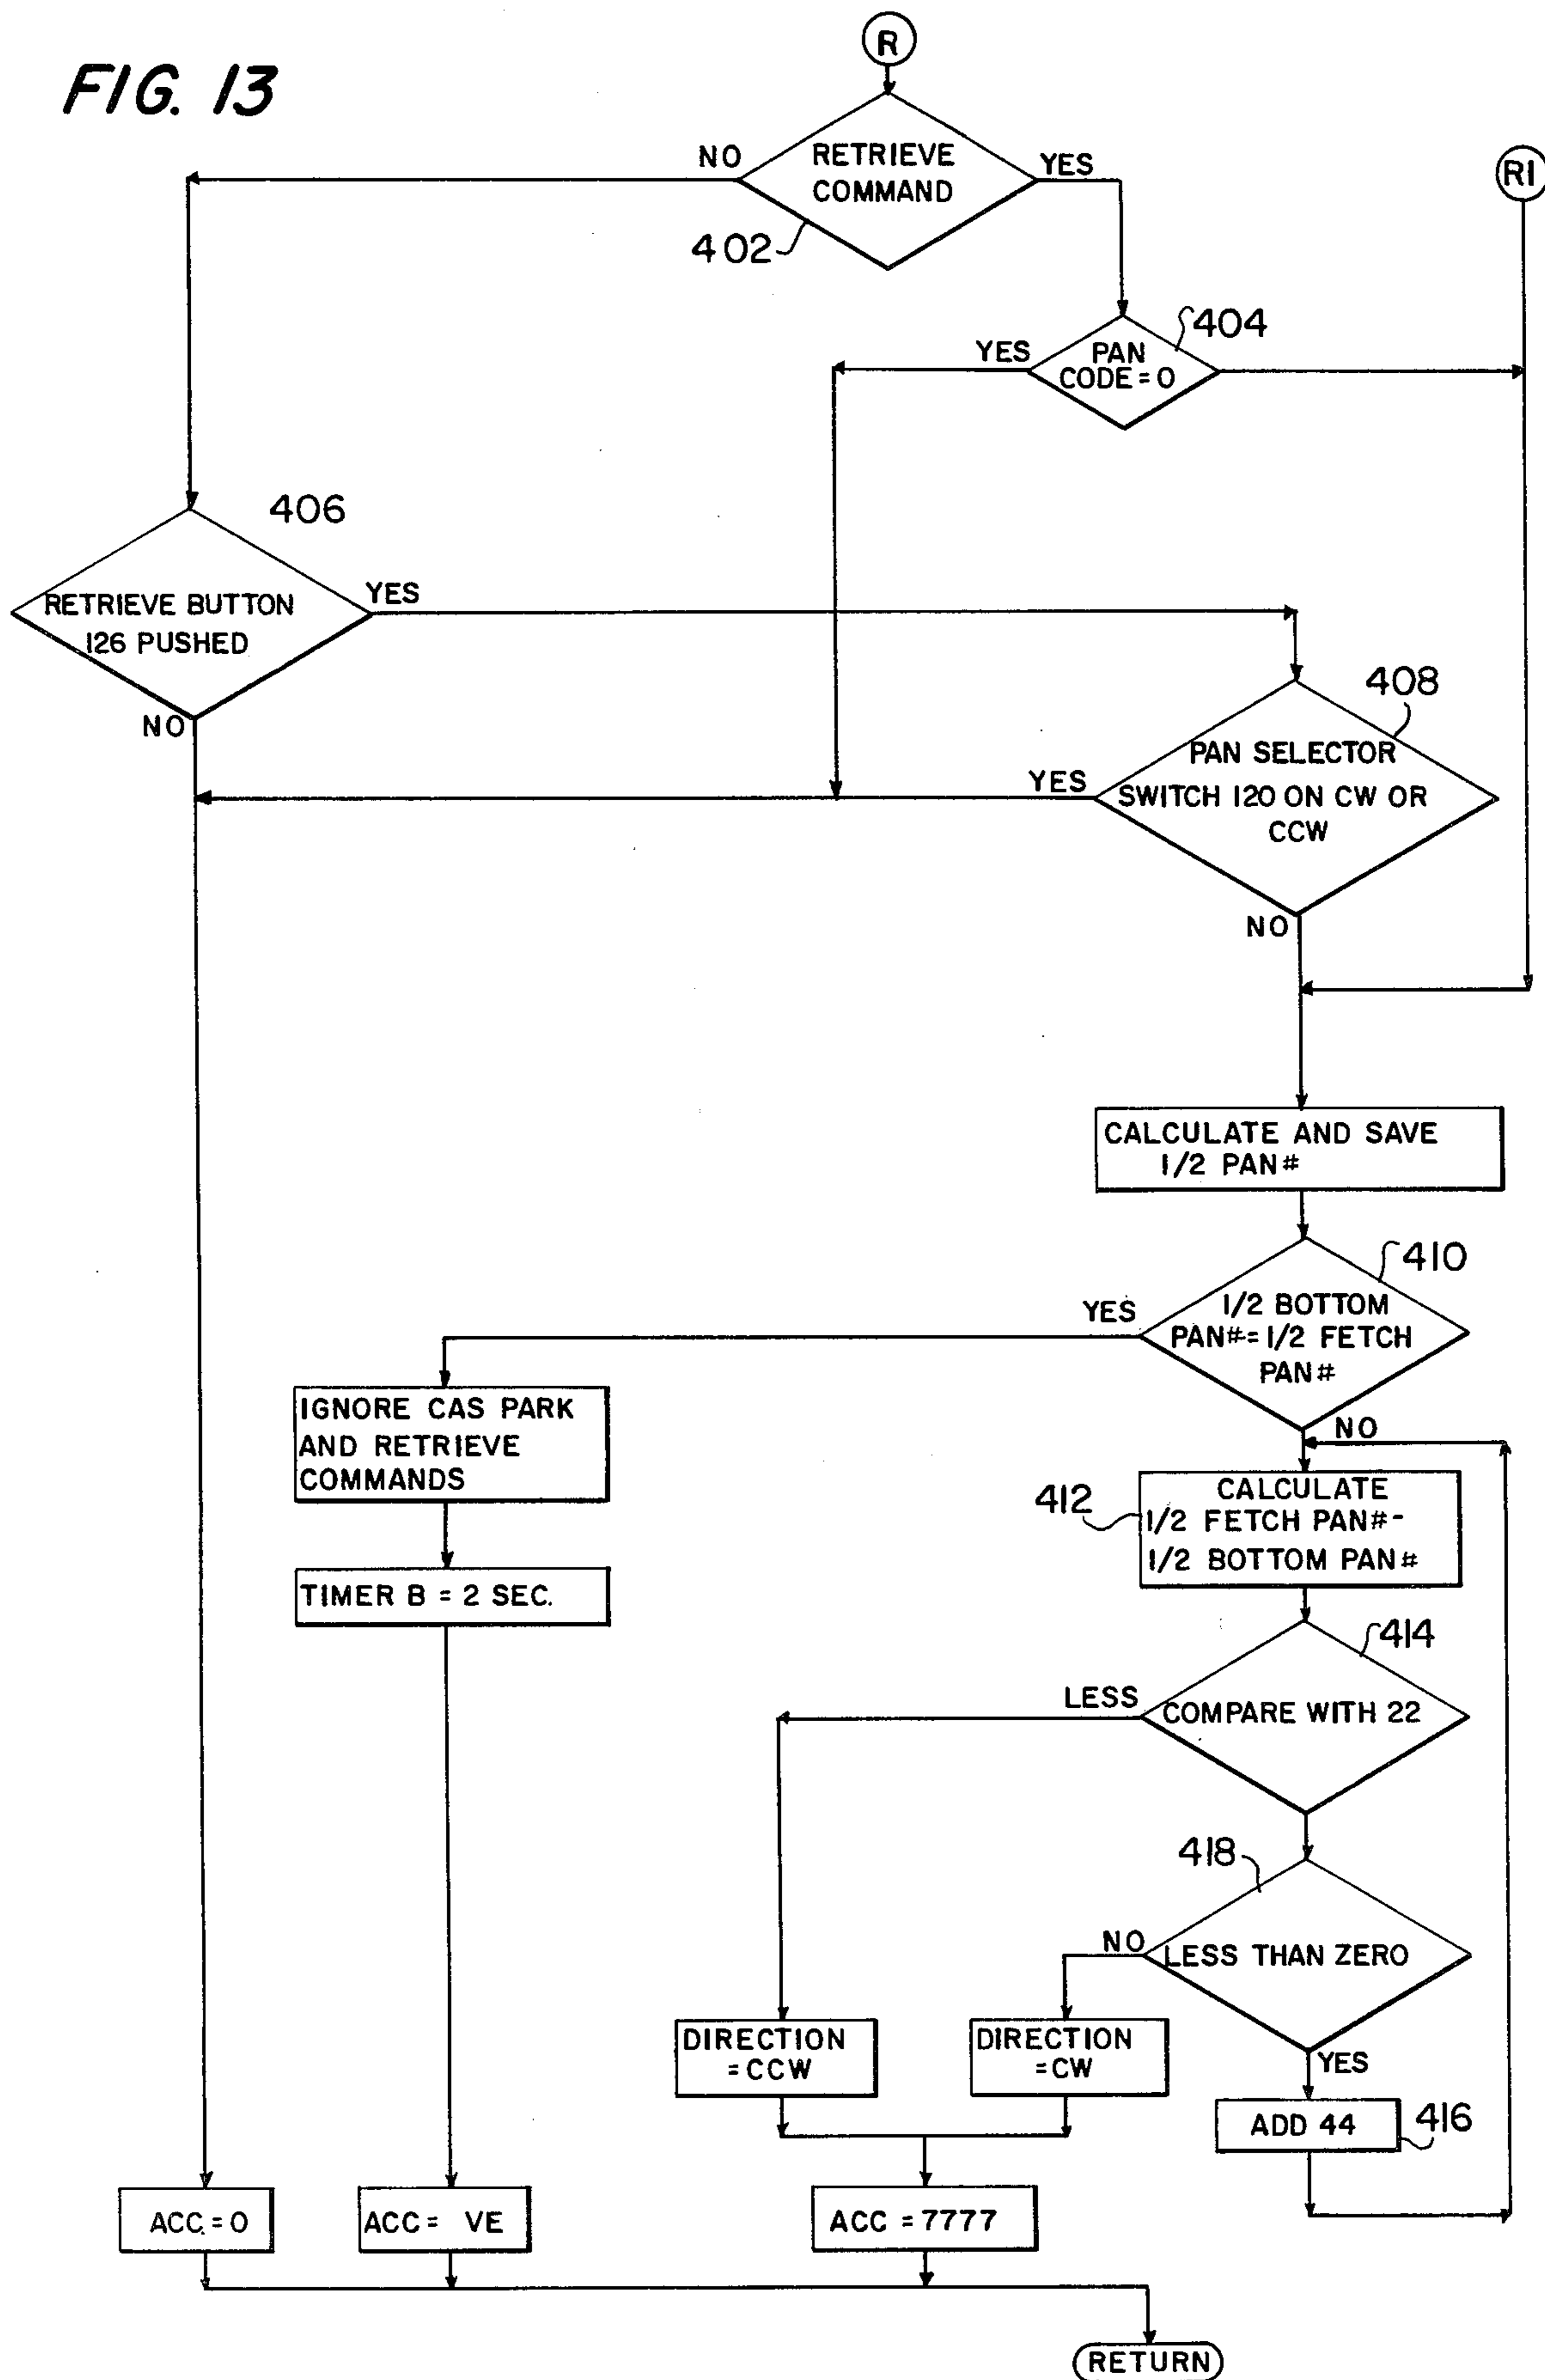 FIG. 13
R
RETRIEVE
COMMAND
NO
YES
402
R1
404
YES
PAN
CODE = 0
406
RETRIEVE BUTTON
126 PUSHED
YES
NO
408
PAN SELECTOR
SWITCH 120 ON CW OR
CCW
YES
NO
CALCULATE AND SAVE
1/2 PAN #
410
YES
1/2 BOTTOM
PAN# = 1/2 FETCH
PAN #
NO
IGNORE CAS PARK
AND RETRIEVE
COMMANDS
TIMER B = 2 SEC.
412
CALCULATE
1/2 FETCH PAN# -
1/2 BOTTOM PAN #
414
LESS
COMPARE WITH 22
418
NO
LESS THAN ZERO
YES
DIRECTION
= CCW
DIRECTION
= CW
ADD 44
416
ACC. = 0
ACC = VE
ACC = 7777
RETURN